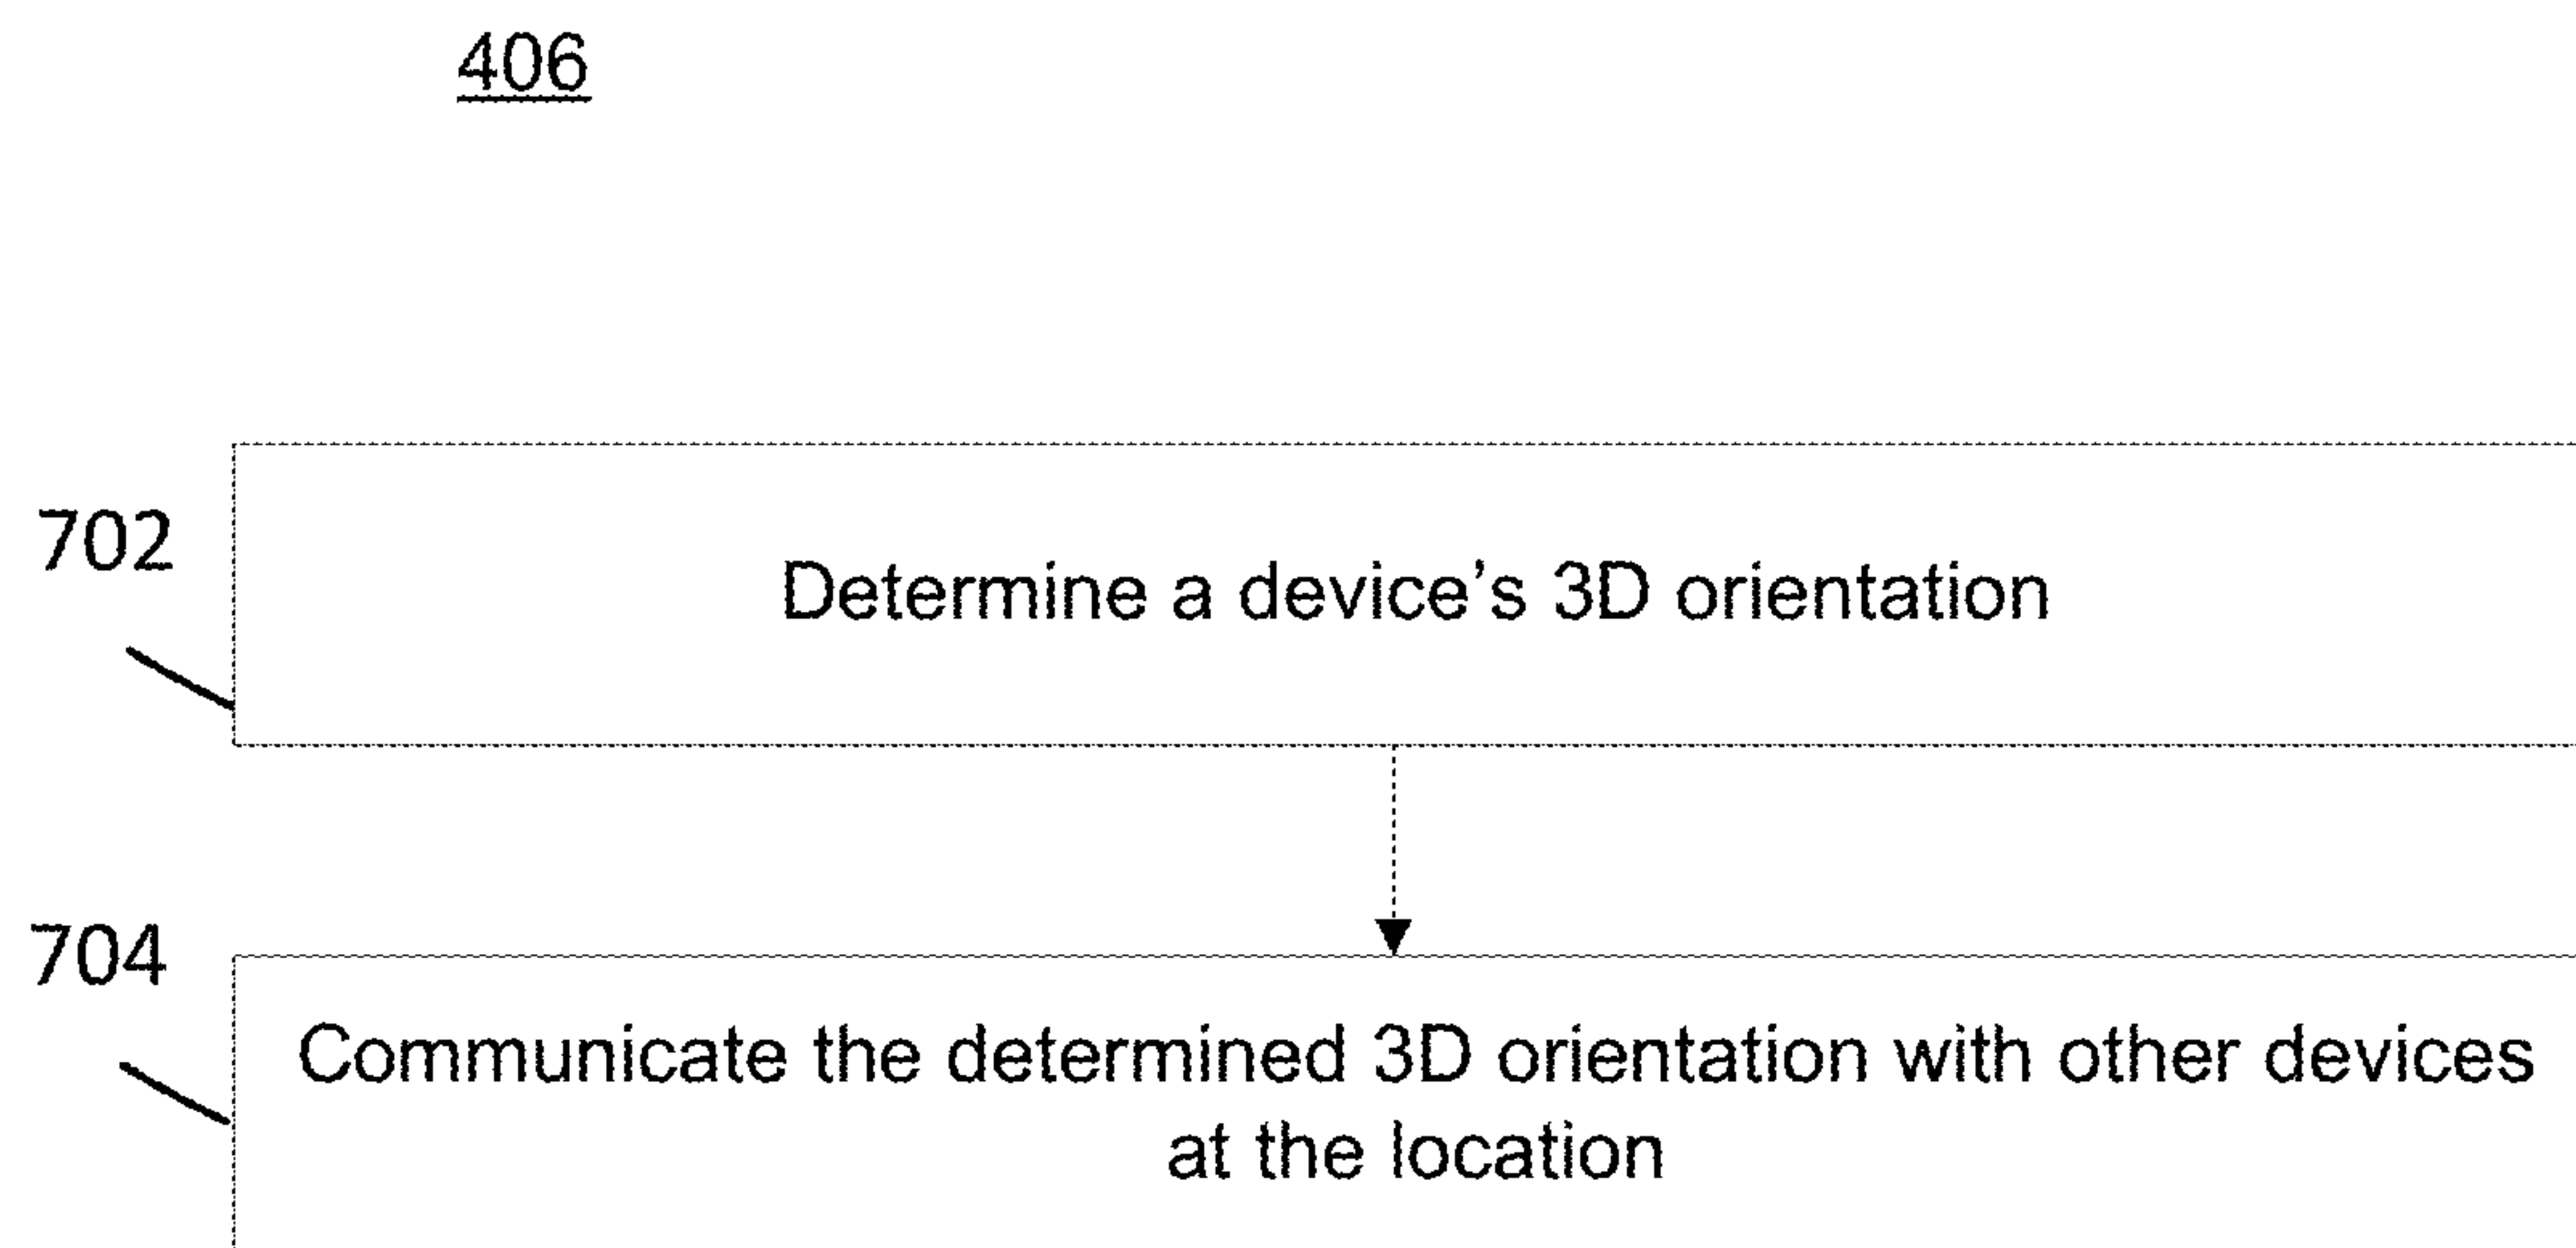 406
702
Determine a device’s 3D orientation
704
Communicate the determined 3D orientation with other devices
at the location